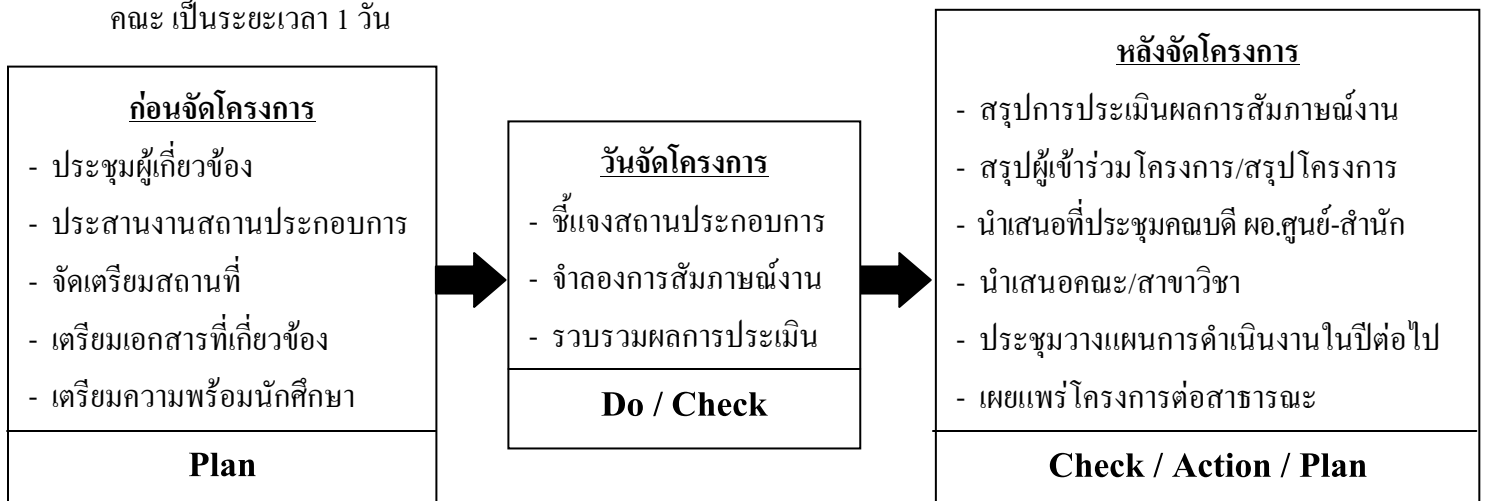 คณะ เป็นระยะเวลา 1 วัน
ก่อนจัดโครงการ
- ประชุมผู้เกี่ยวข้อง
- ประสานงานสถานประกอบการ
- จัดเตรียมสถานที่
- เตรียมเอกสารที่เกี่ยวข้อง
- เตรียมความพร้อมนักศึกษา
Plan
วันจัดโครงการ
- ชี้แจงสถานประกอบการ
- จำลองการสัมภาษณ์งาน
- รวบรวมผลการประเมิน
Do / Check
หลังจัดโครงการ
- สรุปการประเมินผลการสัมภาษณ์งาน
- สรุปผู้เข้าร่วมโครงการ/สรุปโครงการ
- นำเสนอที่ประชุมคณบดี ผอ.ศูนย์-สำนัก
- นำเสนอคณะ/สาขาวิชา
- ประชุมวางแผนการดำเนินงานในปีต่อไป
- เผยแพร่โครงการต่อสาธารณะ
Check / Action / Plan